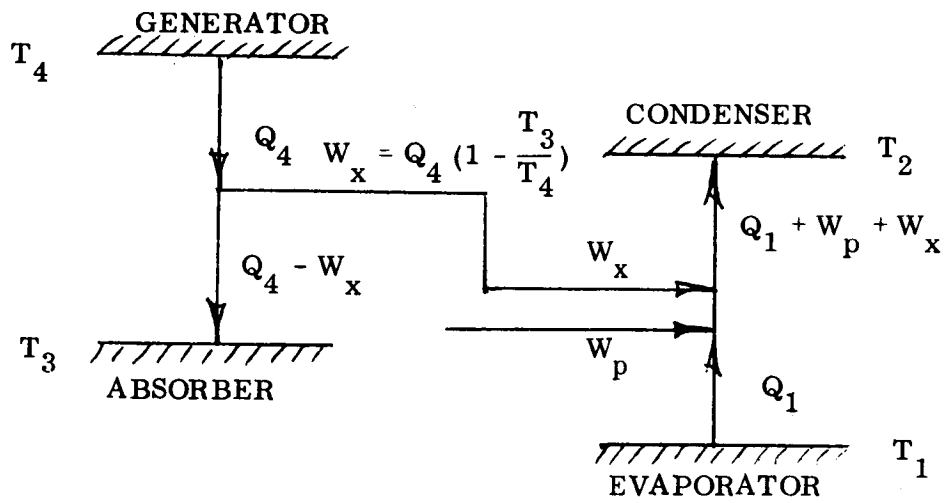 GENERATOR
T₄
CONDENSER
Q₄ Wₓ = Q₄ (1 - T₃/T₄)
T₂
Q₁ + Wₚ + Wₓ
Q₄ - Wₓ
Wₓ
T₃
Wₚ
ABSORBER
Q₁
T₁
EVAPORATOR